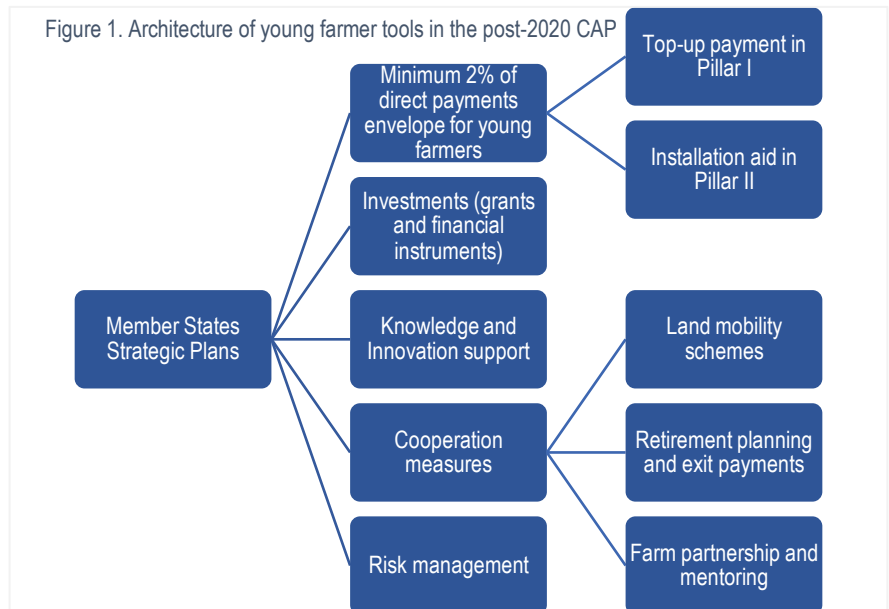 Figure 1. Architecture of young farmer tools in the post-2020 CAP
Minimum 2% of
direct payments
envelope for young
farmers
Top-up payment in
Pillar I
Installation aid in
Pillar II
Investments (grants
and financial
instruments)
Member States
Strategic Plans
Knowledge and
Innovation support
Cooperation
measures
Land mobility
schemes
Retirement planning
and exit payments
Farm partnership and
mentoring
Risk management